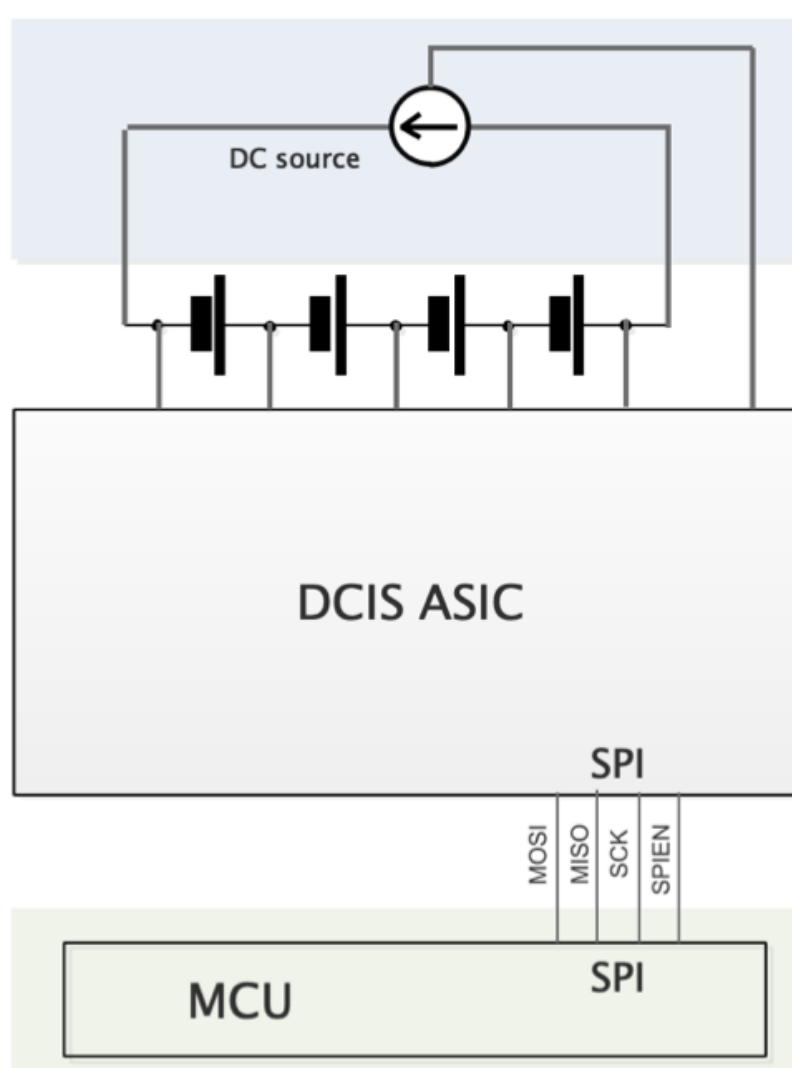 DC source
DCIS ASIC
SPI
MOSI
MISO
SCK
SPIEN
SPI
MCU